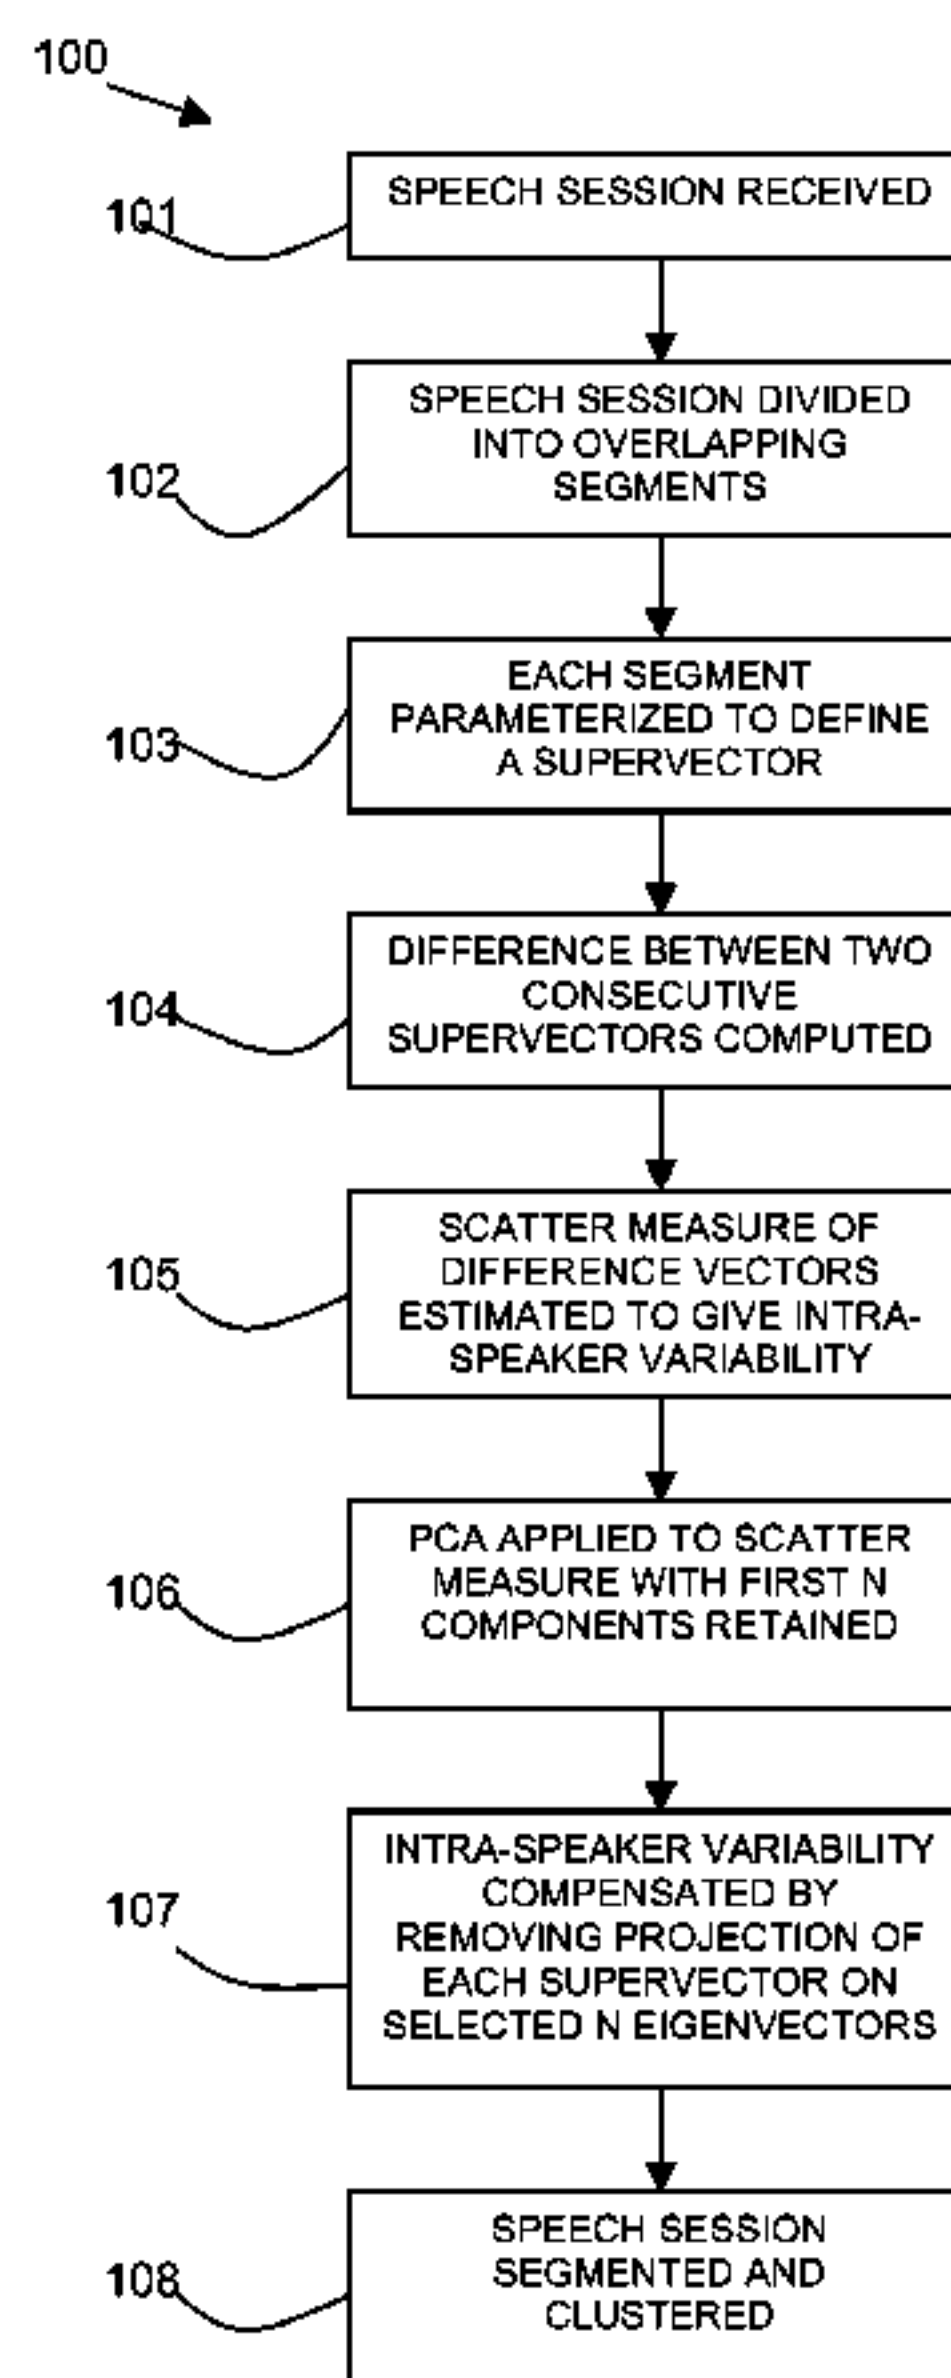 100
101
SPEECH SESSION RECEIVED
102
SPEECH SESSION DIVIDED
INTO OVERLAPPING
SEGMENTS
103
EACH SEGMENT
PARAMETERIZED TO DEFINE
A SUPERVECTOR
104
DIFFERENCE BETWEEN TWO
CONSECUTIVE
SUPERVECTORS COMPUTED
105
SCATTER MEASURE OF
DIFFERENCE VECTORS
ESTIMATED TO GIVE INTRA-
SPEAKER VARIABILITY
106
PCA APPLIED TO SCATTER
MEASURE WITH FIRST N
COMPONENTS RETAINED
107
INTRA-SPEAKER VARIABILITY
COMPENSATED BY
REMOVING PROJECTION OF
EACH SUPERVECTOR ON
SELECTED N EIGENVECTORS
108
SPEECH SESSION
SEGMENTED AND
CLUSTERED